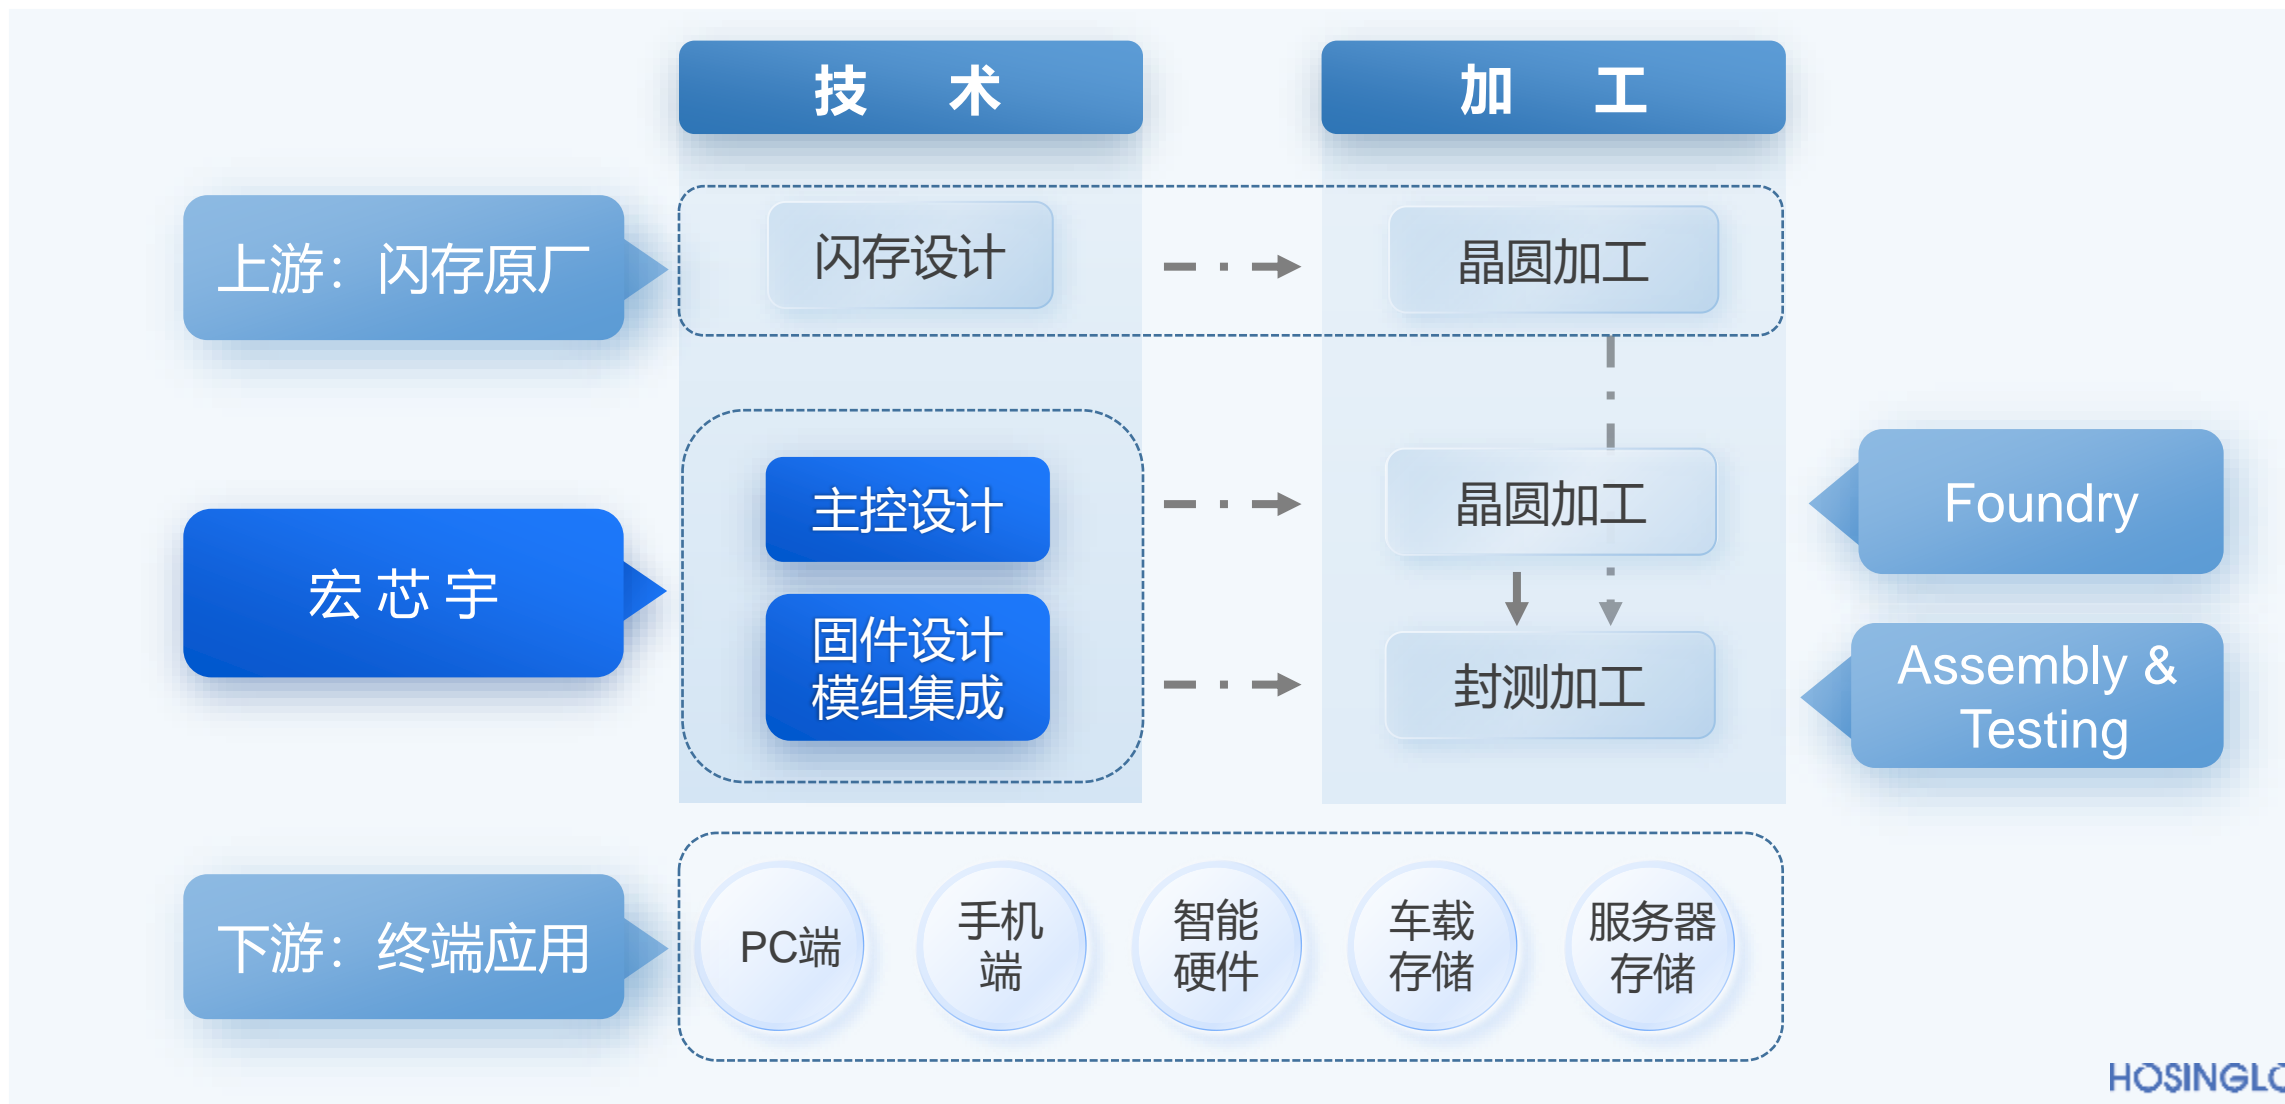 技 术
加 工
上游：闪存原厂
闪存设计
晶圆加工
宏芯宇
主控设计
固件设计
模组集成
晶圆加工
封测加工
Foundry
Assembly &
Testing
下游：终端应用
PC端
手机
端
智能
硬件
车载
存储
服务器
存储